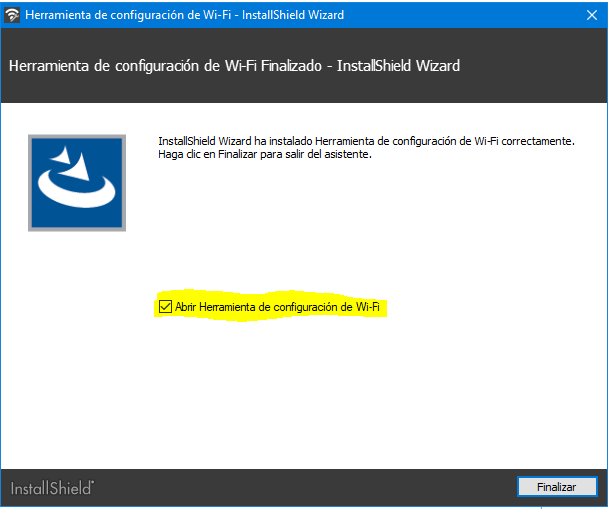 Herramienta de configuración de Wi-Fi - InstallShield Wizard
Herramienta de configuración de Wi-Fi Finalizado - InstallShield Wizard
InstallShield Wizard ha instalado Herramienta de configuración de Wi-Fi correctamente.
Haga clic en Finalizar para salir del asistente.
Abrir Herramienta de configuración de Wi-Fi
InstallShield
Finalizar